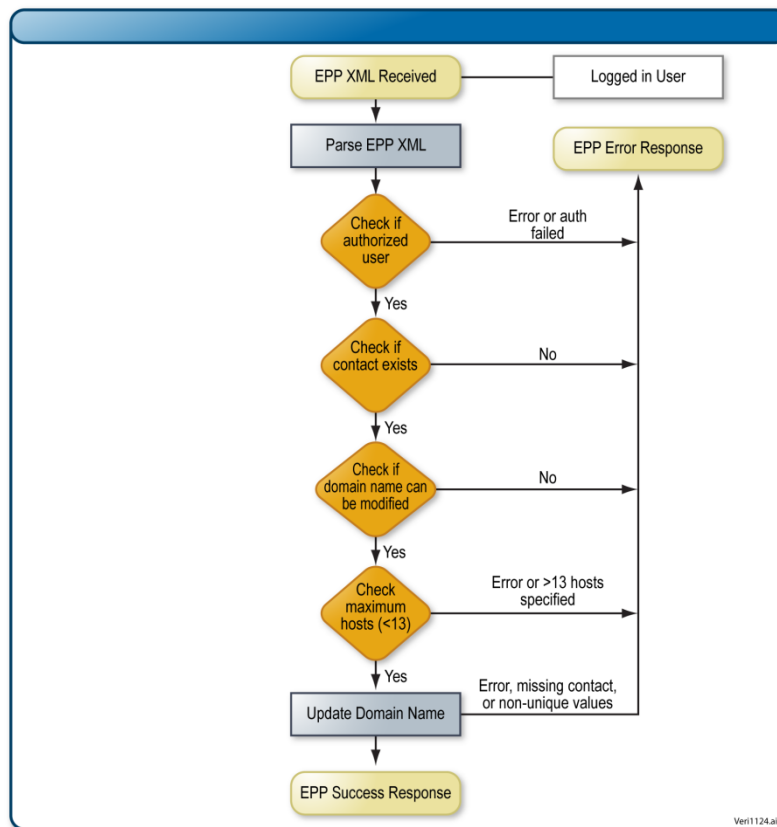 EPP XML Received
Logged in User
Parse EPP XML
EPP Error Response
Check if
authorized
user
Error or auth
failed
Yes
Check if
contact exists
No
Yes
Check if
domain name can
be modified
No
Yes
Check
maximum
hosts (<13)
Error or >13 hosts
specified
Yes
Update Domain Name
Error, missing contact,
or non-unique values
EPP Success Response
Veri1124.ai